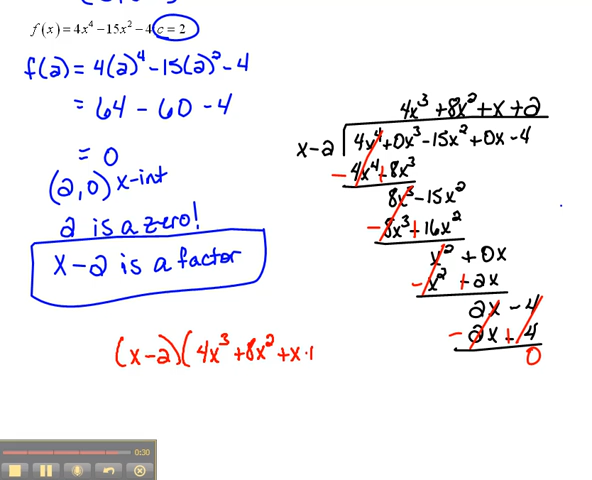 f(x) = 4x⁴ −15x² − 4 c = 2
f(2) = 4(2)⁴ −15(2)² −4
= 64 − 60 −4
= 0
(2,0) x-int
2 is a zero!
x−2 is a factor
4x³ +8x² +x +2
x−2 4x⁴ +0x³ −15x² +0x −4
− 4x⁴ + 8x³
8x³ −15x²
− 8x³ + 16x²
x² +0x
− x² + 2x
2x −4
− 2x + 4
0
(x−2)(4x³ +8x² +x
0:30